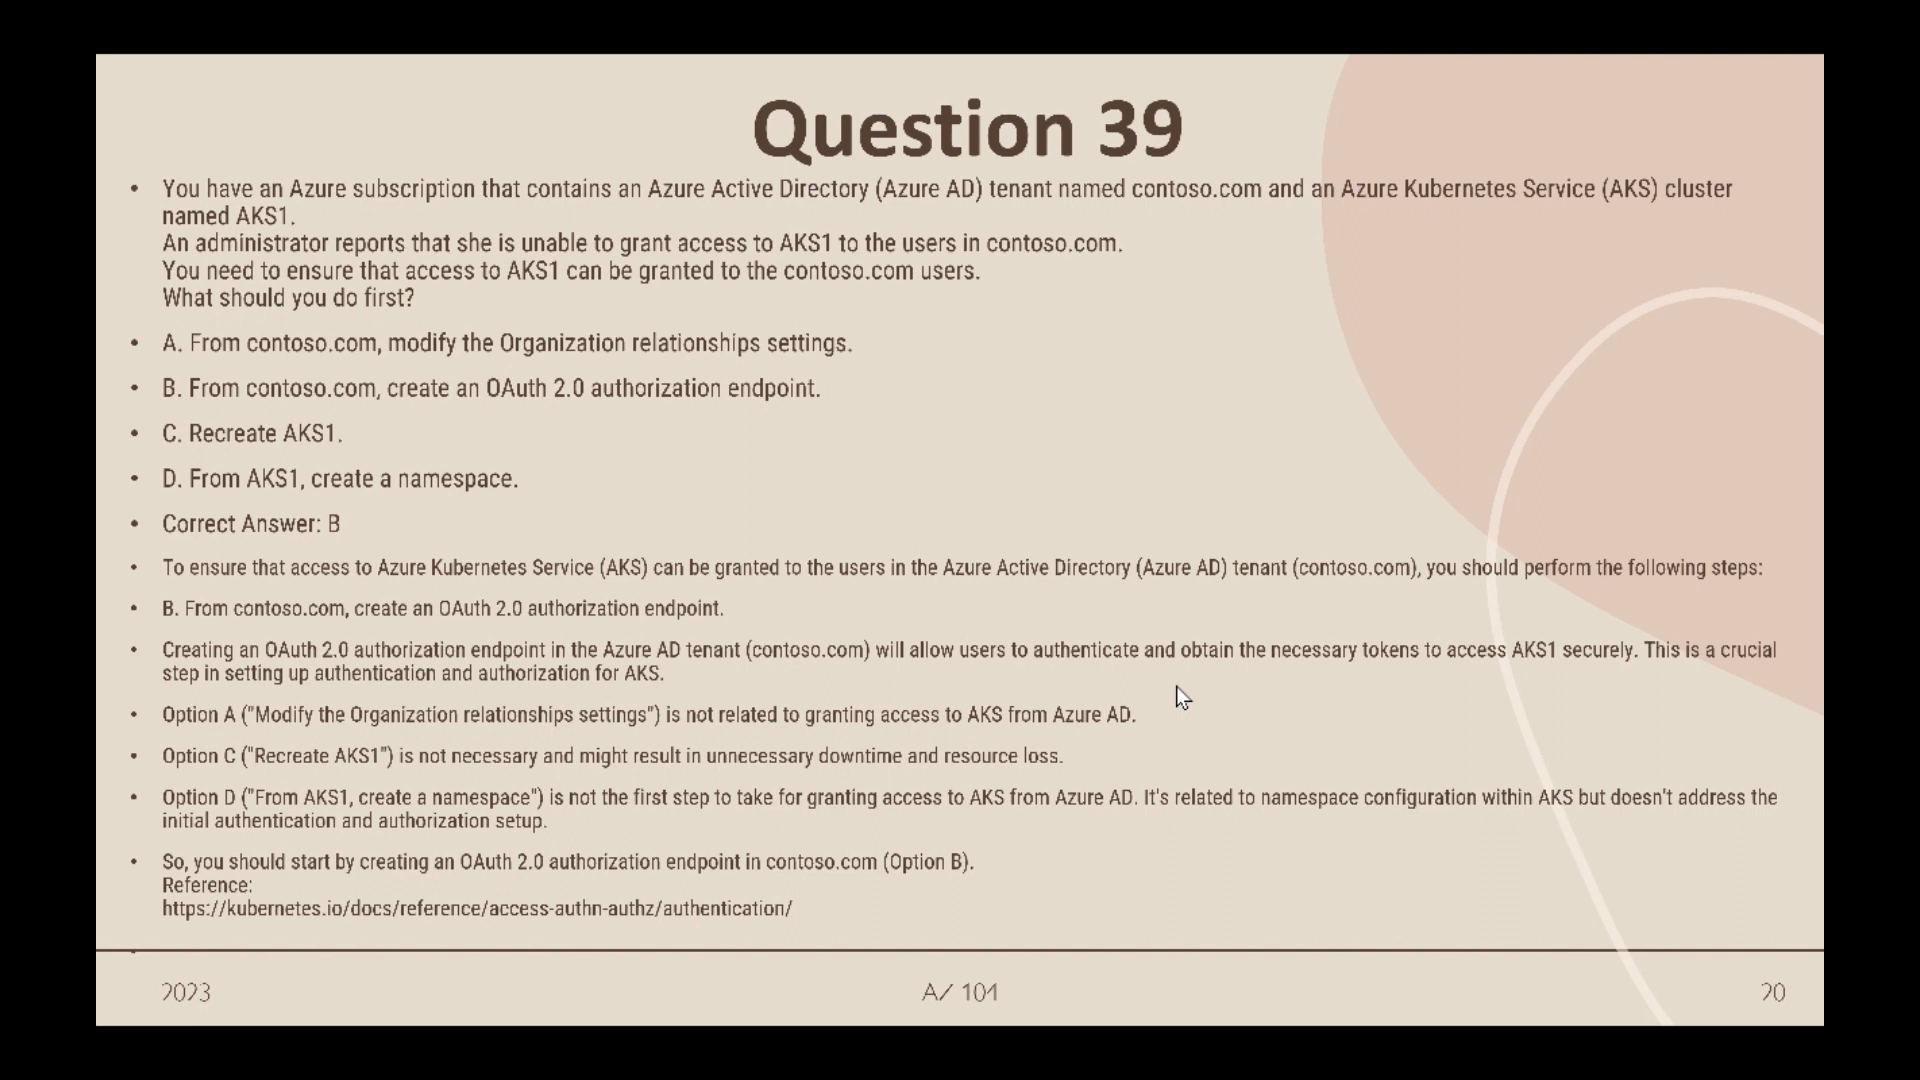 Question 39
• You have an Azure subscription that contains an Azure Active Directory (Azure AD) tenant named contoso.com and an Azure Kubernetes Service (AKS) cluster
named AKS1.
An administrator reports that she is unable to grant access to AKS1 to the users in contoso.com.
You need to ensure that access to AKS1 can be granted to the contoso.com users.
What should you do first?
• A. From contoso.com, modify the Organization relationships settings.
• B. From contoso.com, create an OAuth 2.0 authorization endpoint.
• C. Recreate AKS1.
• D. From AKS1, create a namespace.
• Correct Answer: B
• To ensure that access to Azure Kubernetes Service (AKS) can be granted to the users in the Azure Active Directory (Azure AD) tenant (contoso.com), you should perform the following steps:
• B. From contoso.com, create an OAuth 2.0 authorization endpoint.
• Creating an OAuth 2.0 authorization endpoint in the Azure AD tenant (contoso.com) will allow users to authenticate and obtain the necessary tokens to access AKS1 securely. This is a crucial
step in setting up authentication and authorization for AKS.
• Option A ("Modify the Organization relationships settings") is not related to granting access to AKS from Azure AD.
• Option C ("Recreate AKS1") is not necessary and might result in unnecessary downtime and resource loss.
• Option D ("From AKS1, create a namespace") is not the first step to take for granting access to AKS from Azure AD. It's related to namespace configuration within AKS but doesn't address the
initial authentication and authorization setup.
• So, you should start by creating an OAuth 2.0 authorization endpoint in contoso.com (Option B).
Reference:
https://kubernetes.io/docs/reference/access-authn-authz/authentication/
2023
AZ 104
20